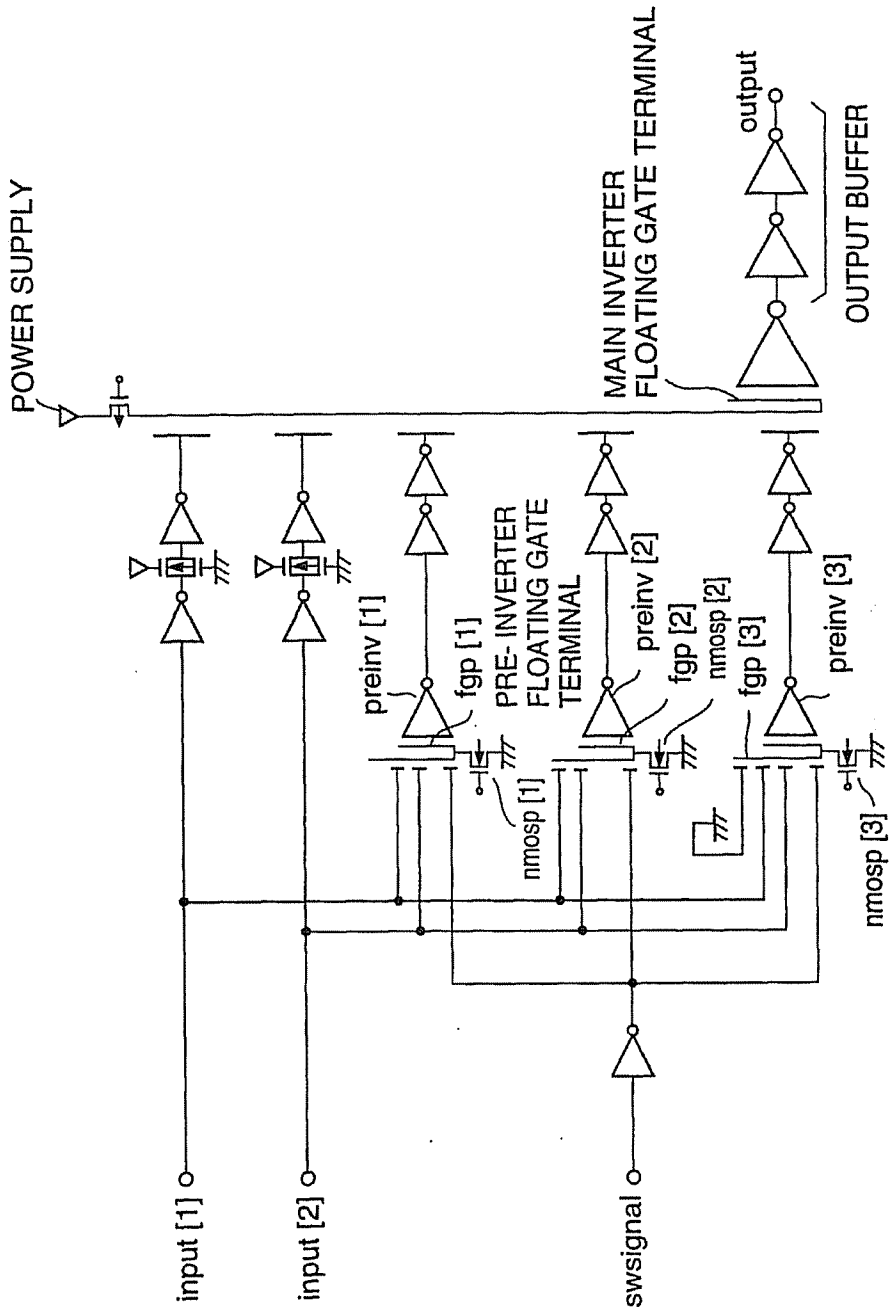 POWER SUPPLY
MAIN INVERTER
FLOATING GATE TERMINAL
output
OUTPUT BUFFER
preinv [1]
fgp [1]
PRE- INVERTER
FLOATING GATE
TERMINAL
preinv [2]
fgp [2]
nmosp [2]
fgp [3]
preinv [3]
nmosp [1]
nmosp [3]
input [1]
input [2]
swsignal